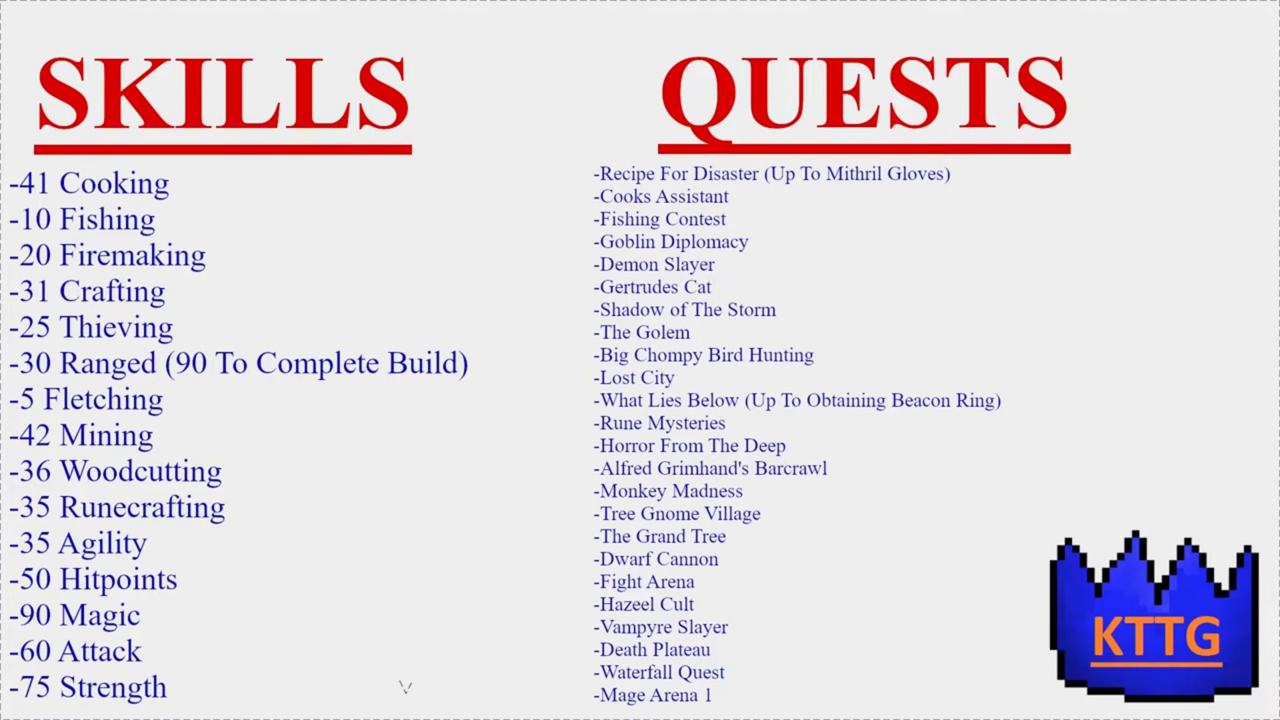 SKILLS
-41 Cooking
-10 Fishing
-20 Firemaking
-31 Crafting
-25 Thieving
-30 Ranged (90 To Complete Build)
-5 Fletching
-42 Mining
-36 Woodcutting
-35 Runecrafting
-35 Agility
-50 Hitpoints
-90 Magic
-60 Attack
-75 Strength
QUESTS
-Recipe For Disaster (Up To Mithril Gloves)
-Cooks Assistant
-Fishing Contest
-Goblin Diplomacy
-Demon Slayer
-Gertrudes Cat
-Shadow of The Storm
-The Golem
-Big Chompy Bird Hunting
-Lost City
-What Lies Below (Up To Obtaining Beacon Ring)
-Rune Mysteries
-Horror From The Deep
-Alfred Grimhand's Barcrawl
-Monkey Madness
-Tree Gnome Village
-The Grand Tree
-Dwarf Cannon
-Fight Arena
-Hazeel Cult
-Vampyre Slayer
-Death Plateau
-Waterfall Quest
-Mage Arena 1
KTTG